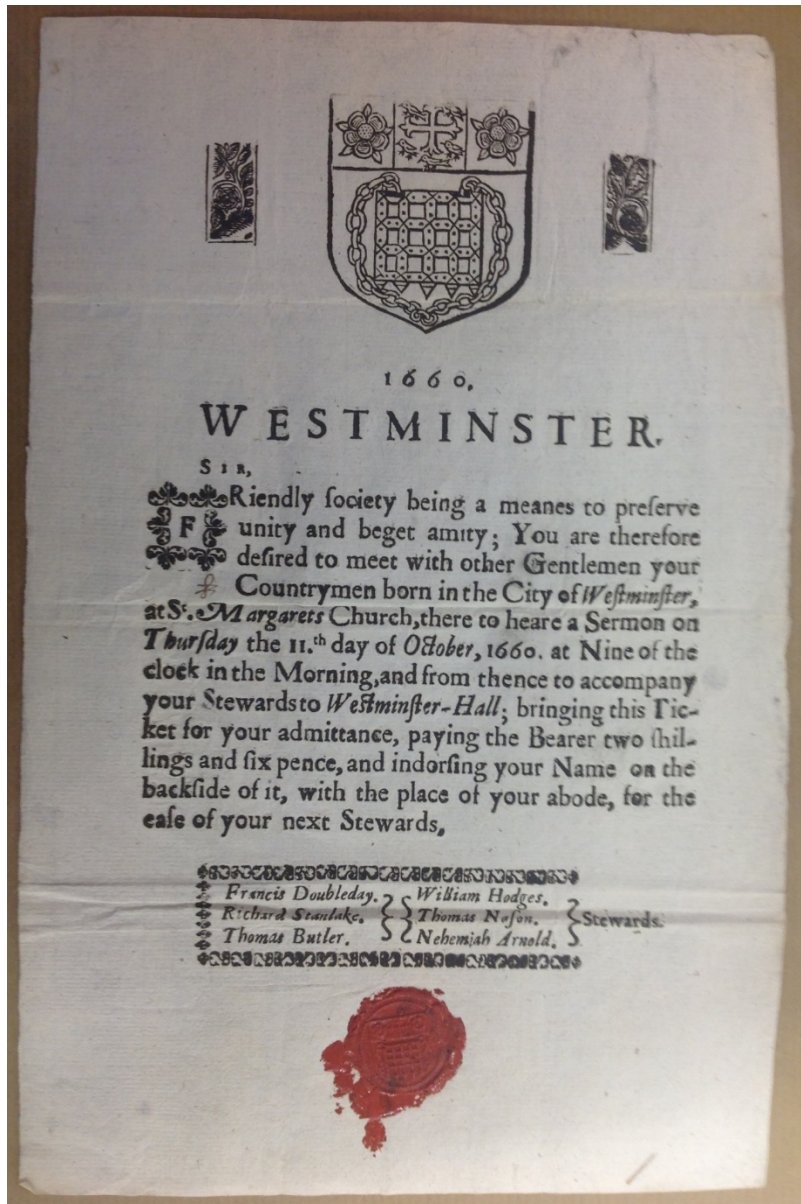 1660.
WESTMINSTER.
SIR,
FRiendly ſociety being a meanes to preſerve
unity and beget amity; You are therefore
deſired to meet with other Gentlemen your
Countrymen born in the City of Weſtminſter,
at St. Margarets Church, there to heare a Sermon on
Thurſday the 11.th day of October, 1660. at Nine of the
clock in the Morning, and from thence to accompany
your Stewards to Weſtminſter-Hall; bringing this Tic-
ket for your admittance, paying the Bearer two ſhil-
lings and ſix pence, and indorſing your Name on the
backſide of it, with the place of your abode, for the
eaſe of your next Stewards.
Francis Doubleday. William Hodges.
Richard Stanlake. Thomas Noſon. Stewards.
Thomas Butler. Nehemiah Arnold.